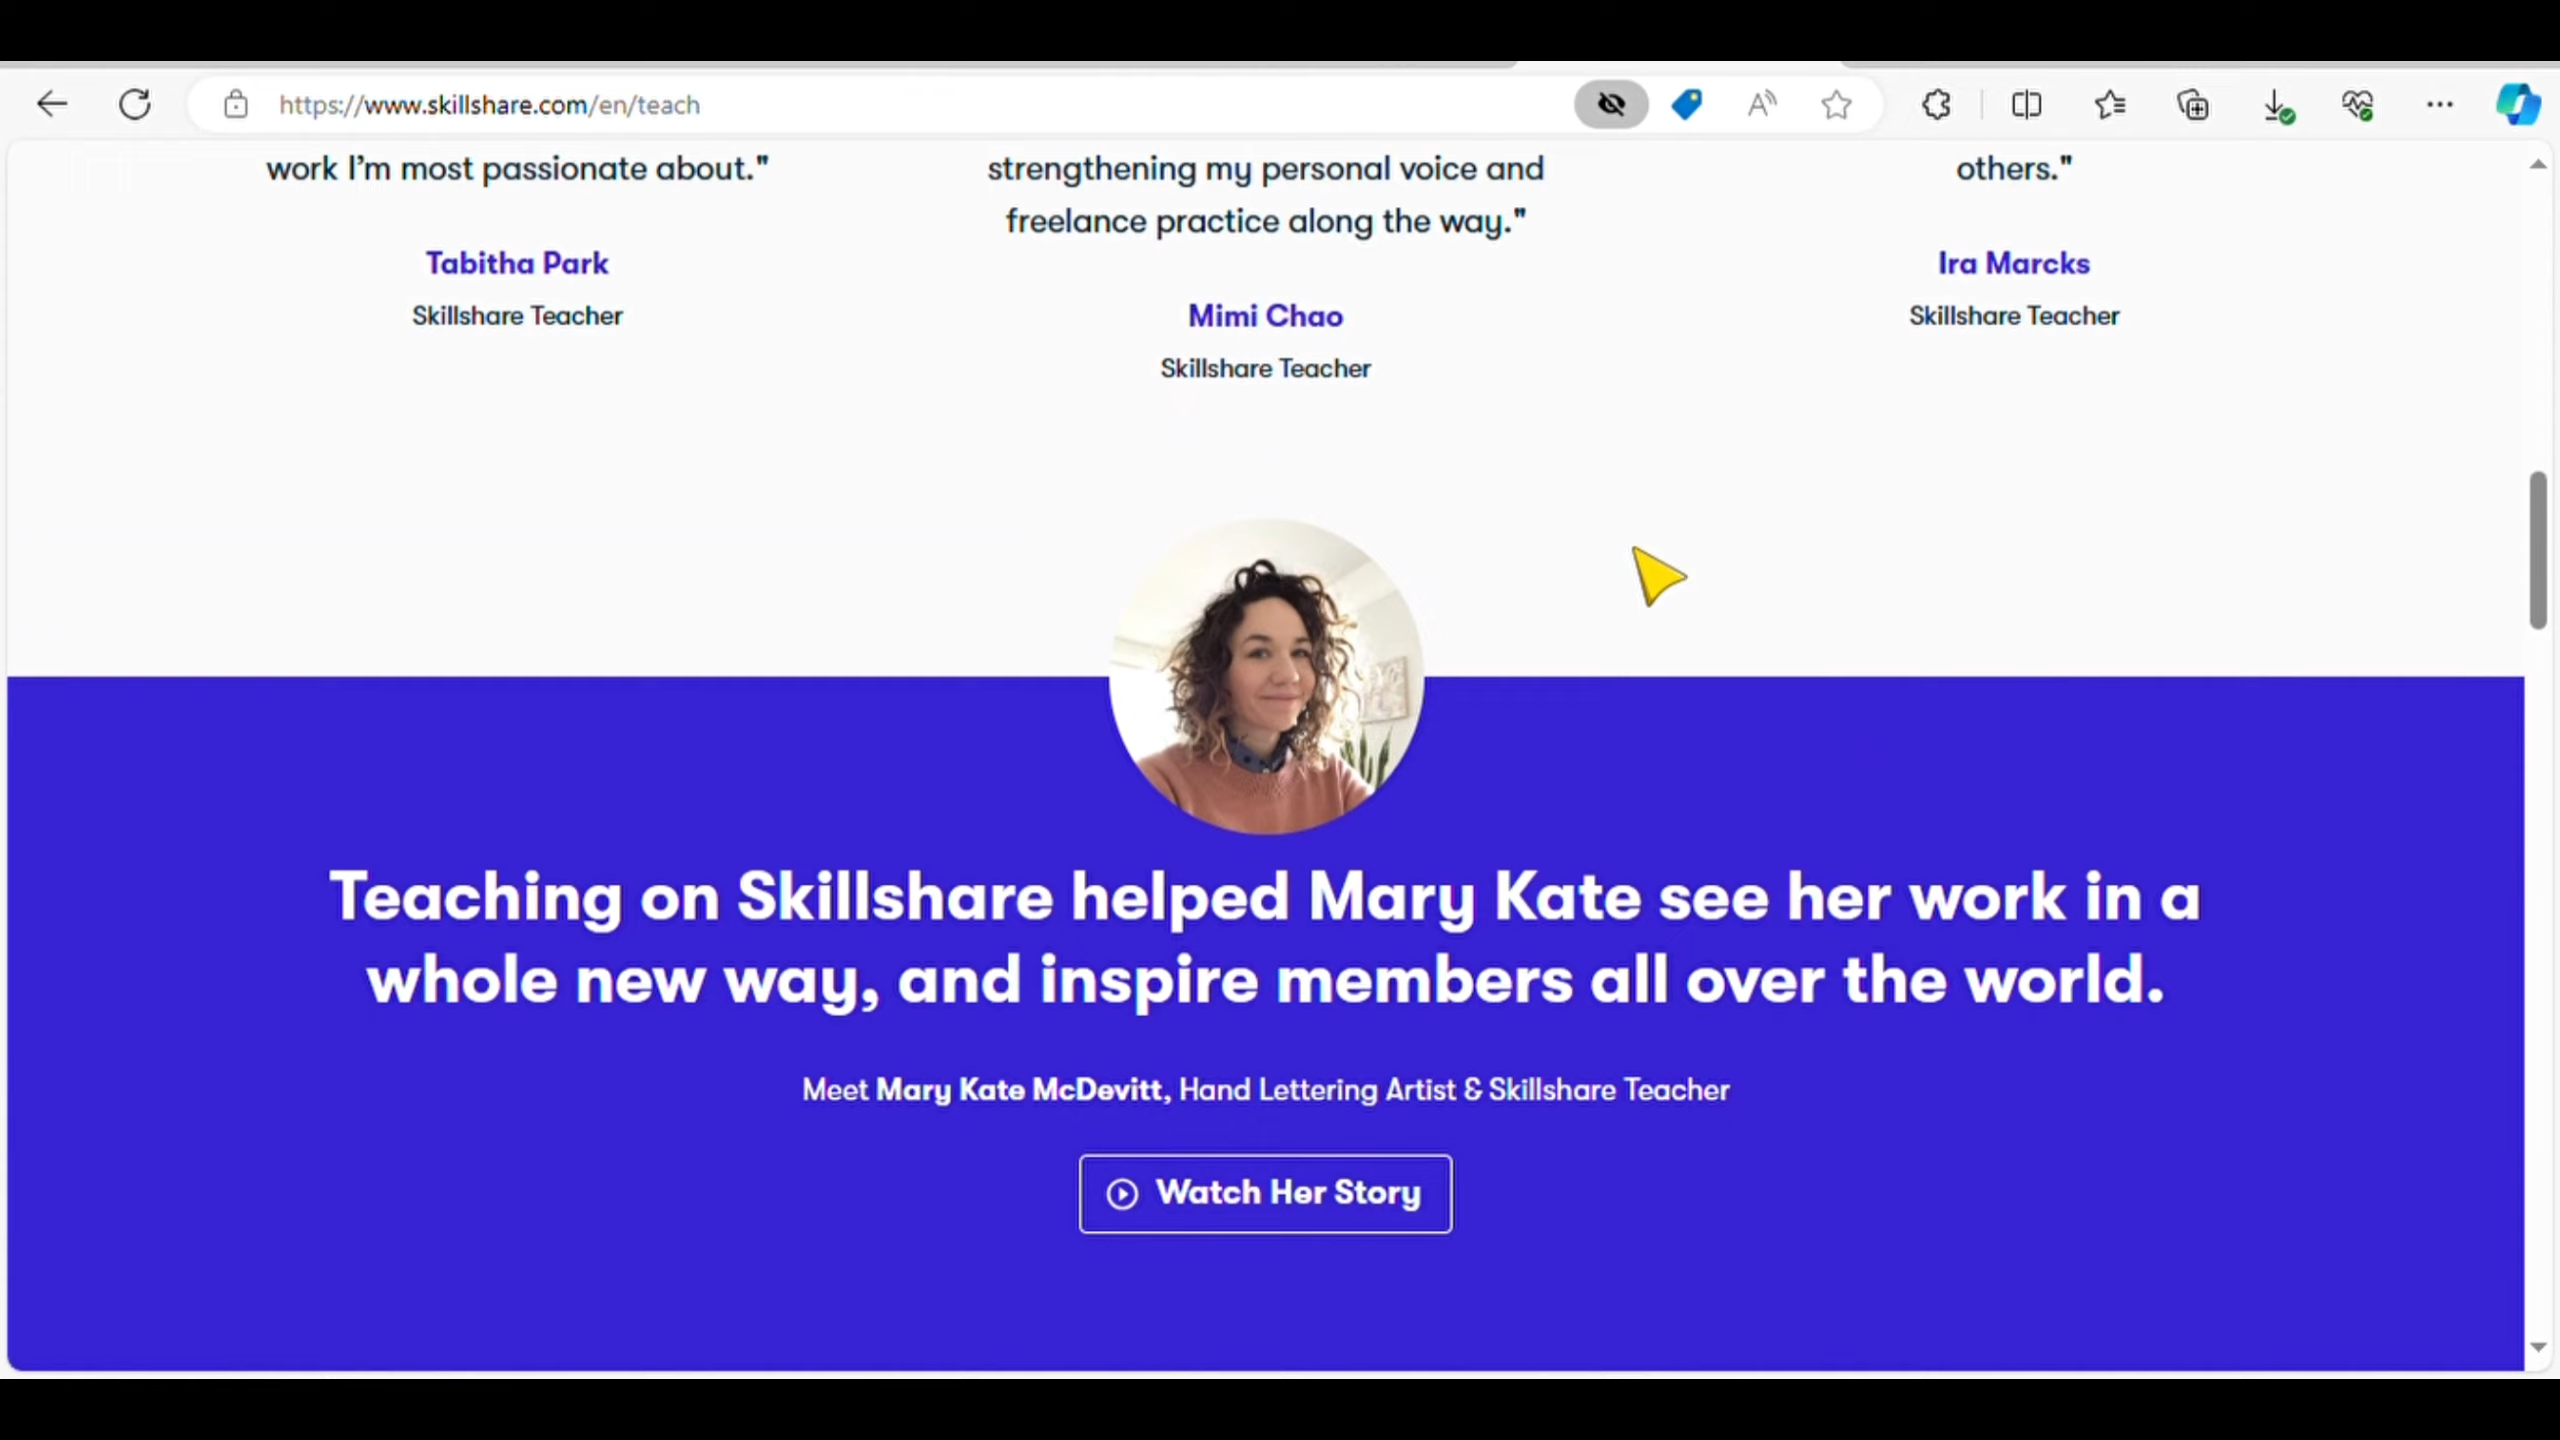 https://www.skillshare.com/en/teach
work I’m most passionate about."
Tabitha Park
Skillshare Teacher
strengthening my personal voice and
freelance practice along the way."
Mimi Chao
Skillshare Teacher
others."
Ira Marcks
Skillshare Teacher
Teaching on Skillshare helped Mary Kate see her work in a
whole new way, and inspire members all over the world.
Meet Mary Kate McDevitt, Hand Lettering Artist & Skillshare Teacher
Watch Her Story